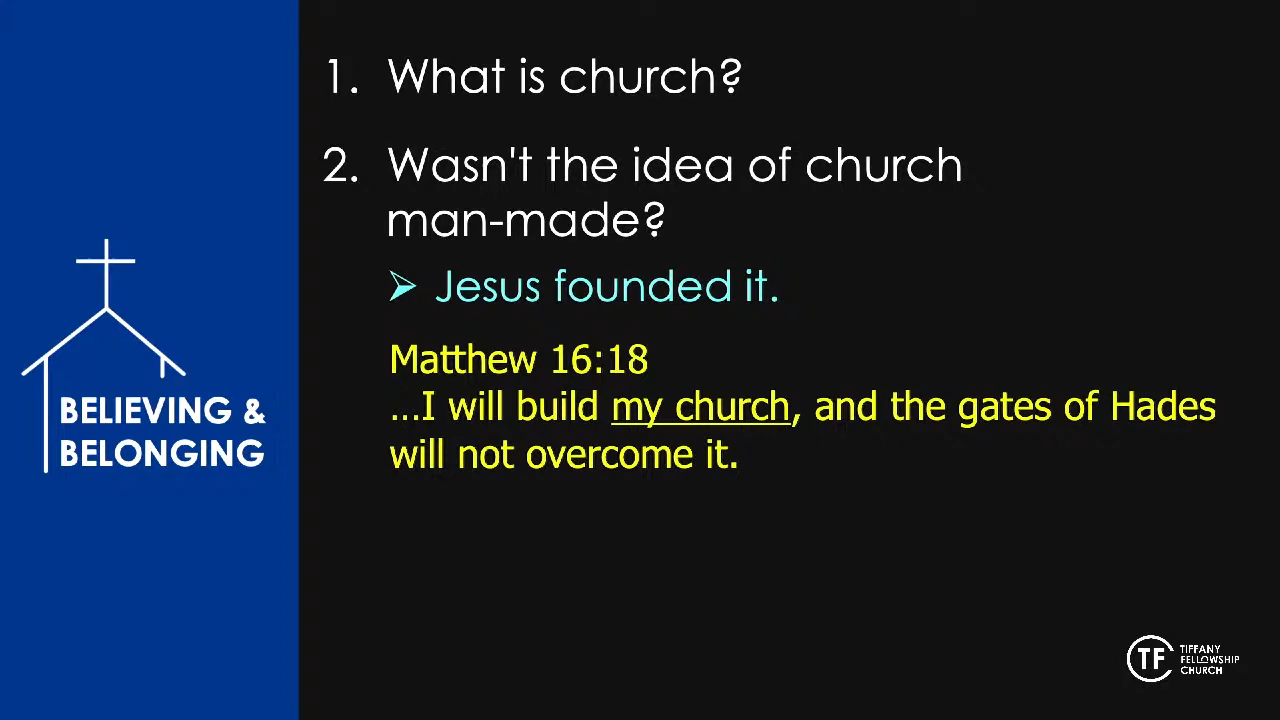 BELIEVING &
BELONGING
1. What is church?
2. Wasn't the idea of church
man-made?
➢ Jesus founded it.
Matthew 16:18
...I will build my church, and the gates of Hades
will not overcome it.
TF
TIFFANY
FELLOWSHIP
CHURCH